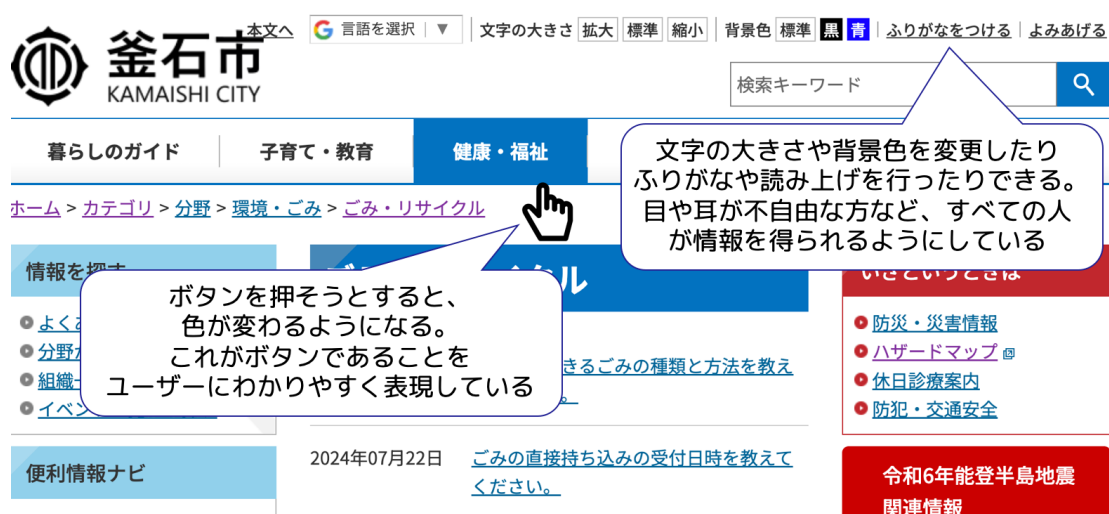 本文へ
言語を選択 | ▼
文字の大きさ 拡大 標準 縮小
背景色 標準 黒 青
ふりがなをつける
よみあげる
釜石市
KAMAISHI CITY
検索キーワード
暮らしのガイド
子育て・教育
健康・福祉
文字の大きさや背景色を変更したり
ふりがなや読み上げを行ったりできる。
目や耳が不自由な方など、すべての人
が情報を得られるようにしている
ホーム > カテゴリ > 分野 > 環境・ごみ > ごみ・リサイクル
情報を探す
ボタンを押そうとすると、
色が変わるようになる。
これがボタンであることを
ユーザーにわかりやすく表現している
よく
分野
組織
イベン
きるごみの種類と方法を教え
2024年07月22日
ごみの直接持ち込みの受付日時を教えて
ください。
便利情報ナビ
いざというときは
防災・災害情報
ハザードマップ
休日診療案内
防犯・交通安全
令和6年能登半島地震
関連情報